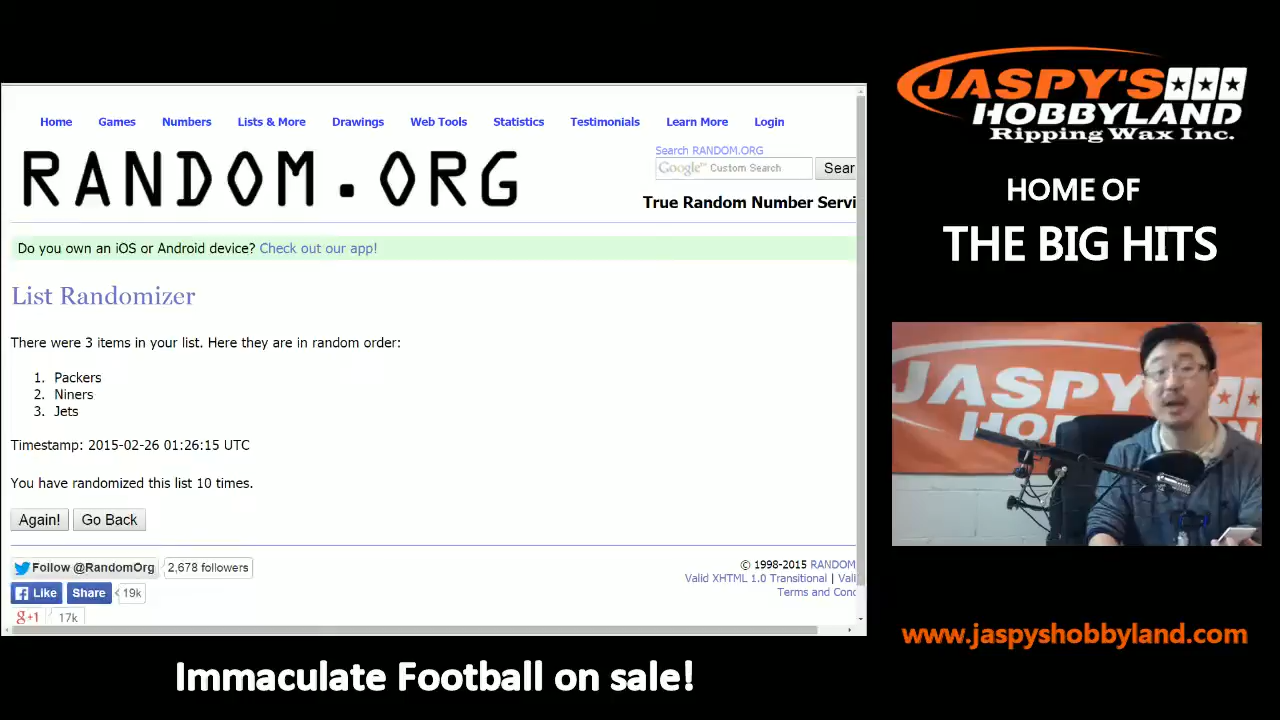 Home Games Numbers Lists & More Drawings Web Tools Statistics Testimonials Learn More Login
RANDOM.ORG
Search RANDOM.ORG
Google™ Custom Search Sear
True Random Number Servi
Do you own an iOS or Android device? Check out our app!
List Randomizer
There were 3 items in your list. Here they are in random order:
1. Packers
2. Niners
3. Jets
Timestamp: 2015-02-26 01:26:15 UTC
You have randomized this list 10 times.
Again! Go Back
Follow @RandomOrg 2,678 followers
Like Share 19k
g+1 17k
© 1998-2015 RANDOM
Valid XHTML 1.0 Transitional | Vali
Terms and Cond
Immaculate Football on sale!
JASPY'S
HOBBYLAND
Ripping Wax Inc.
HOME OF
THE BIG HITS
JASPY'S
HO
www.jaspyshobbyland.com